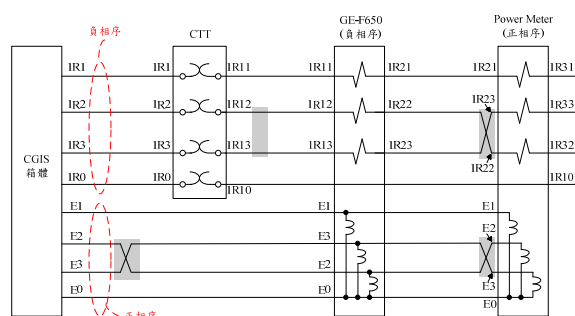 負相序
CTT
GE-F650
(負相序)
Power Meter
(正相序)
IR1 IR1 IR11 IR11 IR21 IR21 IR31
IR2 IR2 IR12 IR12 IR22 IR23 IR33
IR3 IR3 IR13 IR13 IR23 IR22 IR32
IR0 IR0 IR10 IR10
CGIS
箱體
E1 E1 E1
E2 E3 E2
E3 E2 E3
E0 E0 E0
正相序